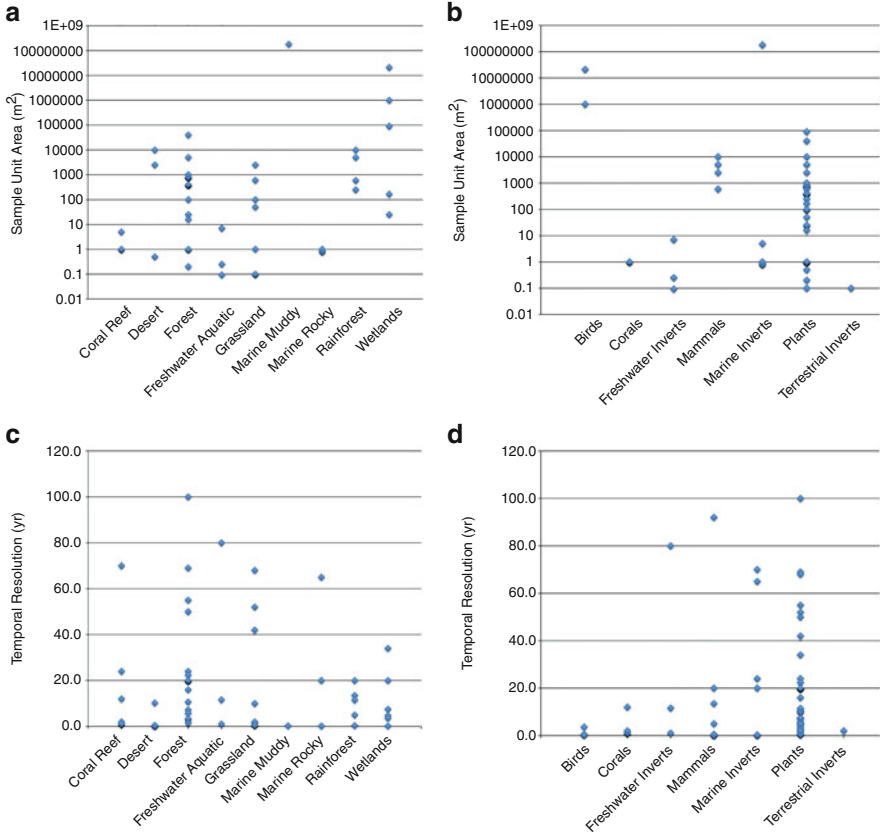 a
1E+09
100000000
10000000
1000000
100000
10000
1000
100
10
1
0.1
0.01
Sample Unit Area (m²)
Coral Reef
Desert
Forest
Freshwater Aquatic
Grassland
Marine Muddy
Marine Rocky
Rainforest
Wetlands
b
1E+09
100000000
10000000
1000000
100000
10000
1000
100
10
1
0.1
0.01
Sample Unit Area (m²)
Birds
Corals
Freshwater Inverts
Mammals
Marine Inverts
Plants
Terrestrial Inverts
c
120.0
100.0
80.0
60.0
40.0
20.0
0.0
Temporal Resolution (yr)
Coral Reef
Desert
Forest
Freshwater Aquatic
Grassland
Marine Muddy
Marine Rocky
Rainforest
Wetlands
d
120.0
100.0
80.0
60.0
40.0
20.0
0.0
Temporal Resolution (yr)
Birds
Corals
Freshwater Inverts
Mammals
Marine Inverts
Plants
Terrestrial Inverts